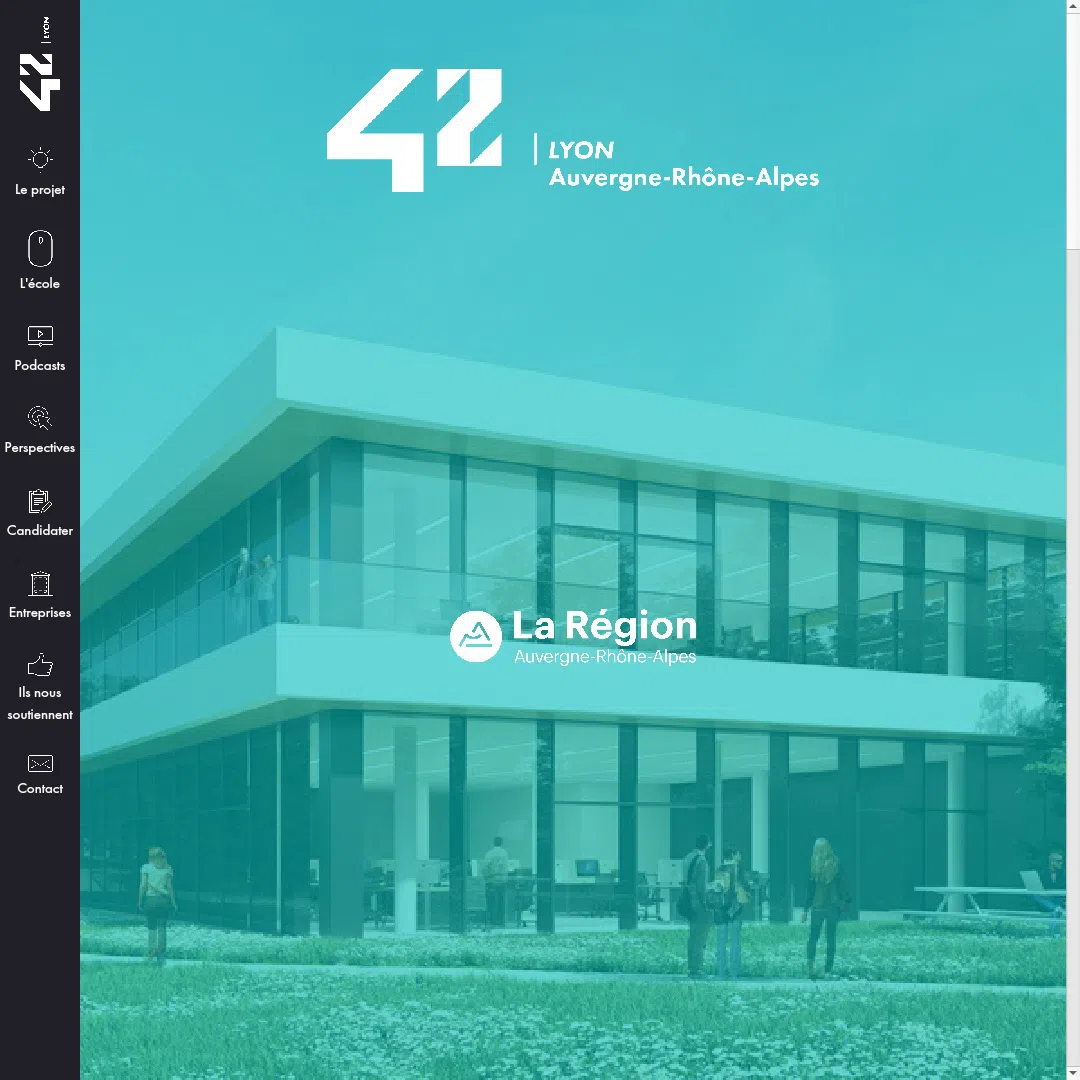 LYON
42
Le projet
L'école
Podcasts
Perspectives
Candidater
Entreprises
Ils nous
soutiennent
Contact
42
LYON
Auvergne-Rhône-Alpes
La Région
Auvergne-Rhône-Alpes